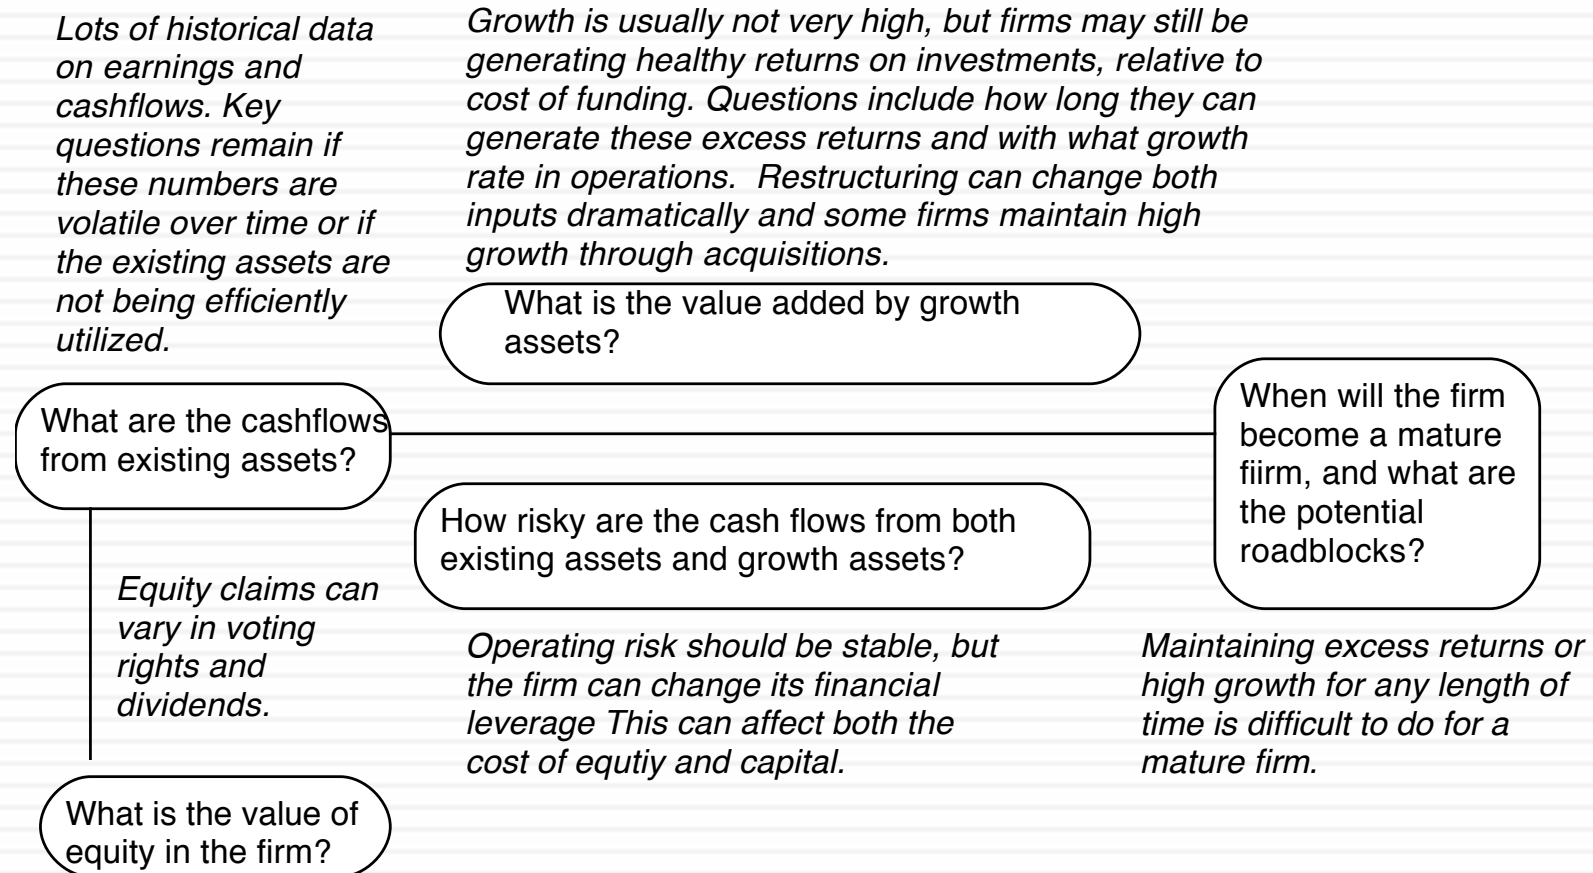 Lots of historical data
on earnings and
cashflows. Key
questions remain if
these numbers are
volatile over time or if
the existing assets are
not being efficiently
utilized.
Growth is usually not very high, but firms may still be
generating healthy returns on investments, relative to
cost of funding. Questions include how long they can
generate these excess returns and with what growth
rate in operations.  Restructuring can change both
inputs dramatically and some firms maintain high
growth through acquisitions.
What is the value added by growth
assets?
What are the cashflows
from existing assets?
When will the firm
become a mature
fiirm, and what are
the potential
roadblocks?
How risky are the cash flows from both
existing assets and growth assets?
Equity claims can
vary in voting
rights and
dividends.
Operating risk should be stable, but
the firm can change its financial
leverage This can affect both the
cost of equtiy and capital.
Maintaining excess returns or
high growth for any length of
time is difficult to do for a
mature firm.
What is the value of
equity in the firm?